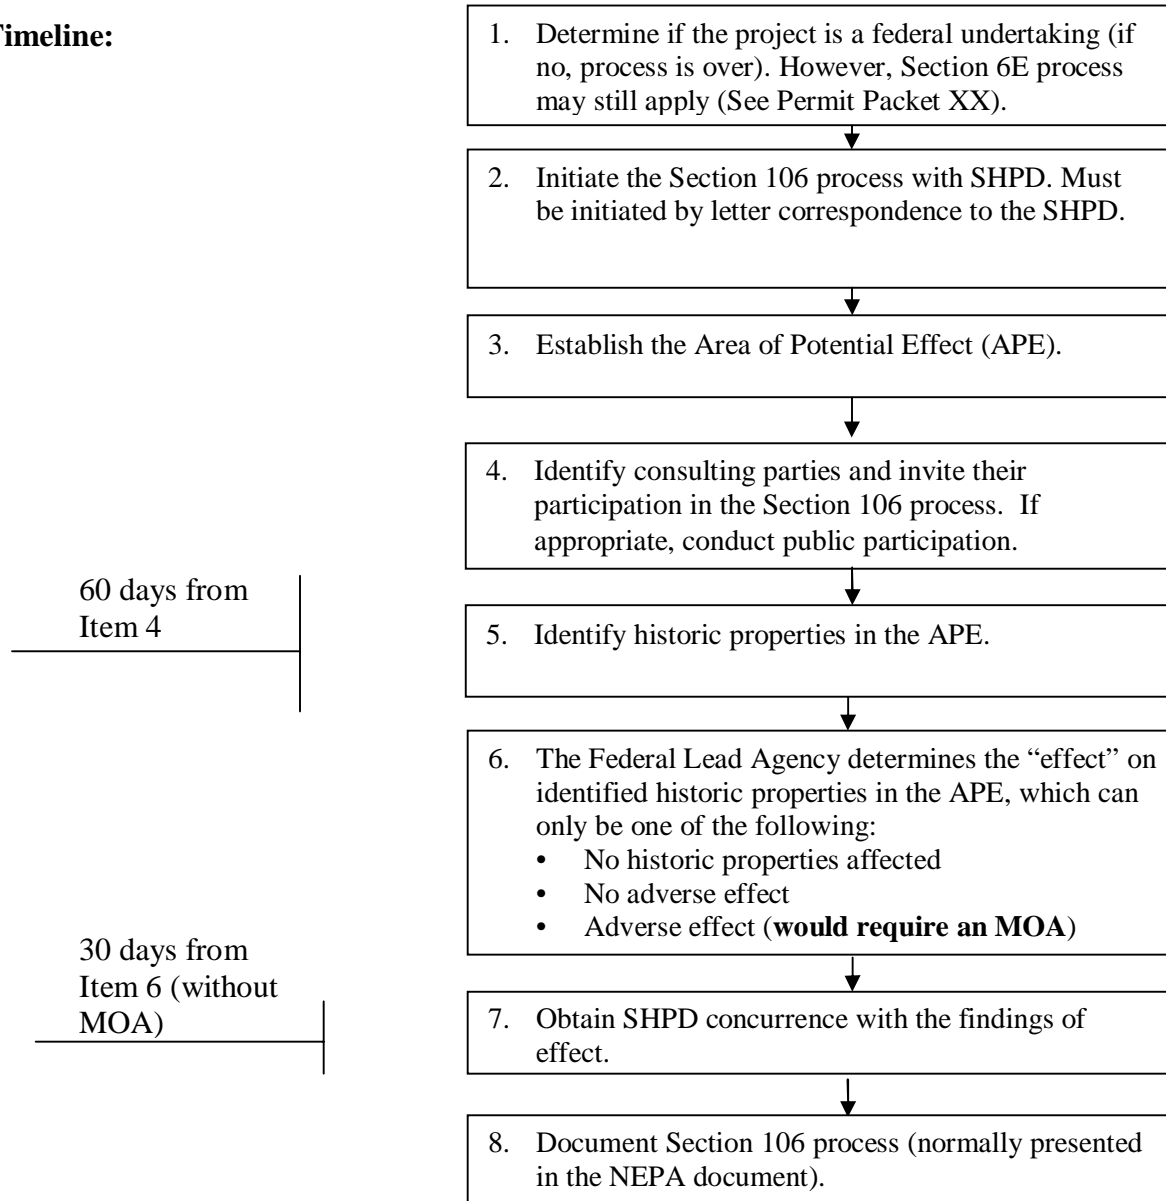 Timeline:
1. Determine if the project is a federal undertaking (if
no, process is over). However, Section 6E process
may still apply (See Permit Packet XX).
2. Initiate the Section 106 process with SHPD. Must
be initiated by letter correspondence to the SHPD.
3. Establish the Area of Potential Effect (APE).
4. Identify consulting parties and invite their
participation in the Section 106 process. If
appropriate, conduct public participation.
60 days from
Item 4
5. Identify historic properties in the APE.
6. The Federal Lead Agency determines the “effect” on
identified historic properties in the APE, which can
only be one of the following:
• No historic properties affected
• No adverse effect
• Adverse effect (would require an MOA)
30 days from
Item 6 (without
MOA)
7. Obtain SHPD concurrence with the findings of
effect.
8. Document Section 106 process (normally presented
in the NEPA document).